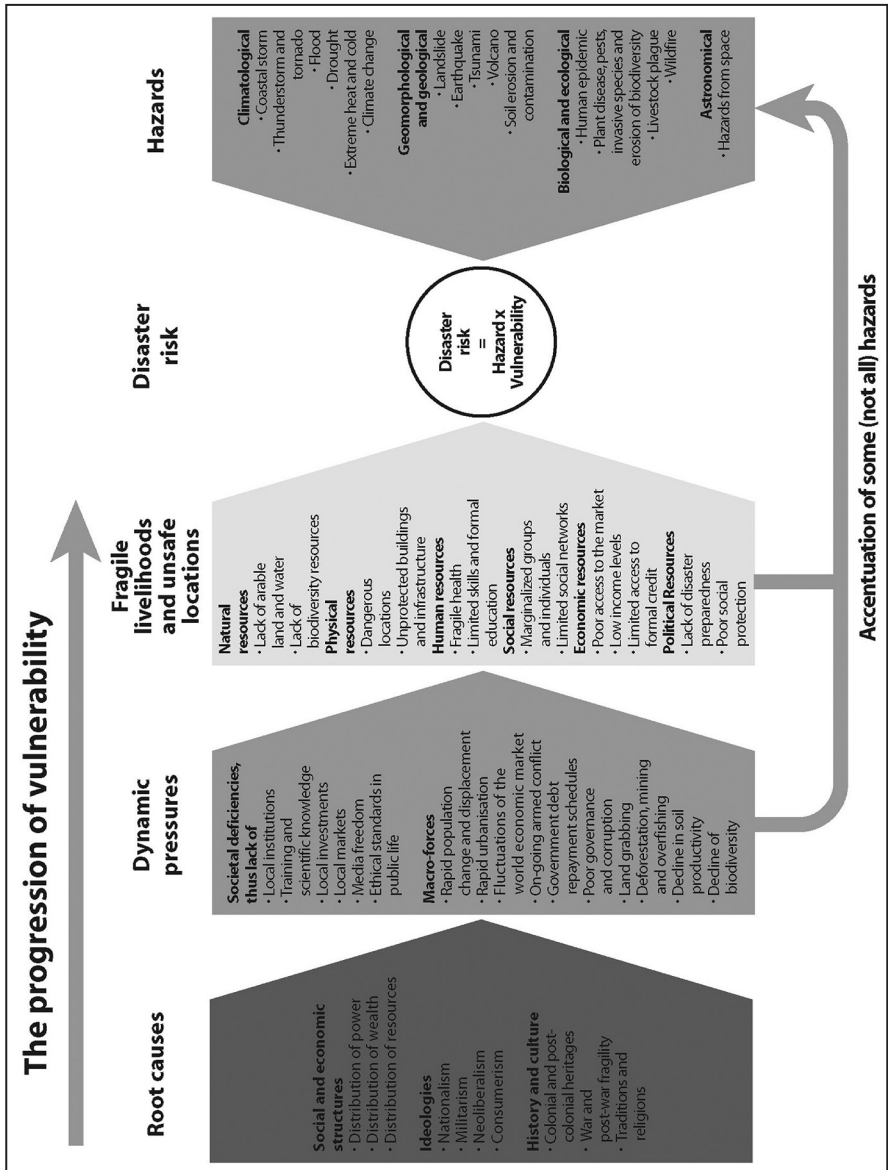 The progression of vulnerability
Root causes
Dynamic
pressures
Fragile
livelihoods
and unsafe
locations
Disaster
risk
Hazards
Social and economic
structures
• Distribution of power
• Distribution of wealth
• Distribution of resources
Ideologies
• Nationalism
• Militarism
• Neoliberalism
• Consumerism
History and culture
• Colonial and post-
colonial heritages
• War and
post-war fragility
• Traditions and
religions
Societal deficiencies,
thus lack of
• Local institutions
• Training and
scientific knowledge
• Local investments
• Local markets
• Media freedom
• Ethical standards in
public life
Macro-forces
• Rapid population
change and displacement
• Rapid urbanisation
• Fluctuations of the
world economic market
• On-going armed conflict
• Government debt
repayment schedules
• Poor governance
and corruption
• Land grabbing
• Deforestation, mining
and overfishing
• Decline in soil
productivity
• Decline of
biodiversity
Natural
resources
• Lack of arable
land and water
• Lack of
biodiversity resources
Physical
resources
• Dangerous
locations
• Unprotected buildings
and infrastructure
Human resources
• Fragile health
• Limited skills and formal
education
Social resources
• Marginalized groups
and individuals
• Limited social networks
Economic resources
• Poor access to the market
• Low income levels
• Limited access to
formal credit
Political Resources
• Lack of disaster
preparedness
• Poor social
protection
Disaster
risk
=
Hazard x
Vulnerability
Climatological
• Coastal storm
• Thunderstorm and
tornado
• Flood
• Drought
• Extreme heat and cold
• Climate change
Geomorphological
and geological
• Landslide
• Earthquake
• Tsunami
• Volcano
• Soil erosion and
contamination
Biological and ecological
• Human epidemic
• Plant disease, pests,
invasive species and
erosion of biodiversity
• Livestock plague
• Wildfire
Astronomical
• Hazards from space
Accentuation of some (not all) hazards